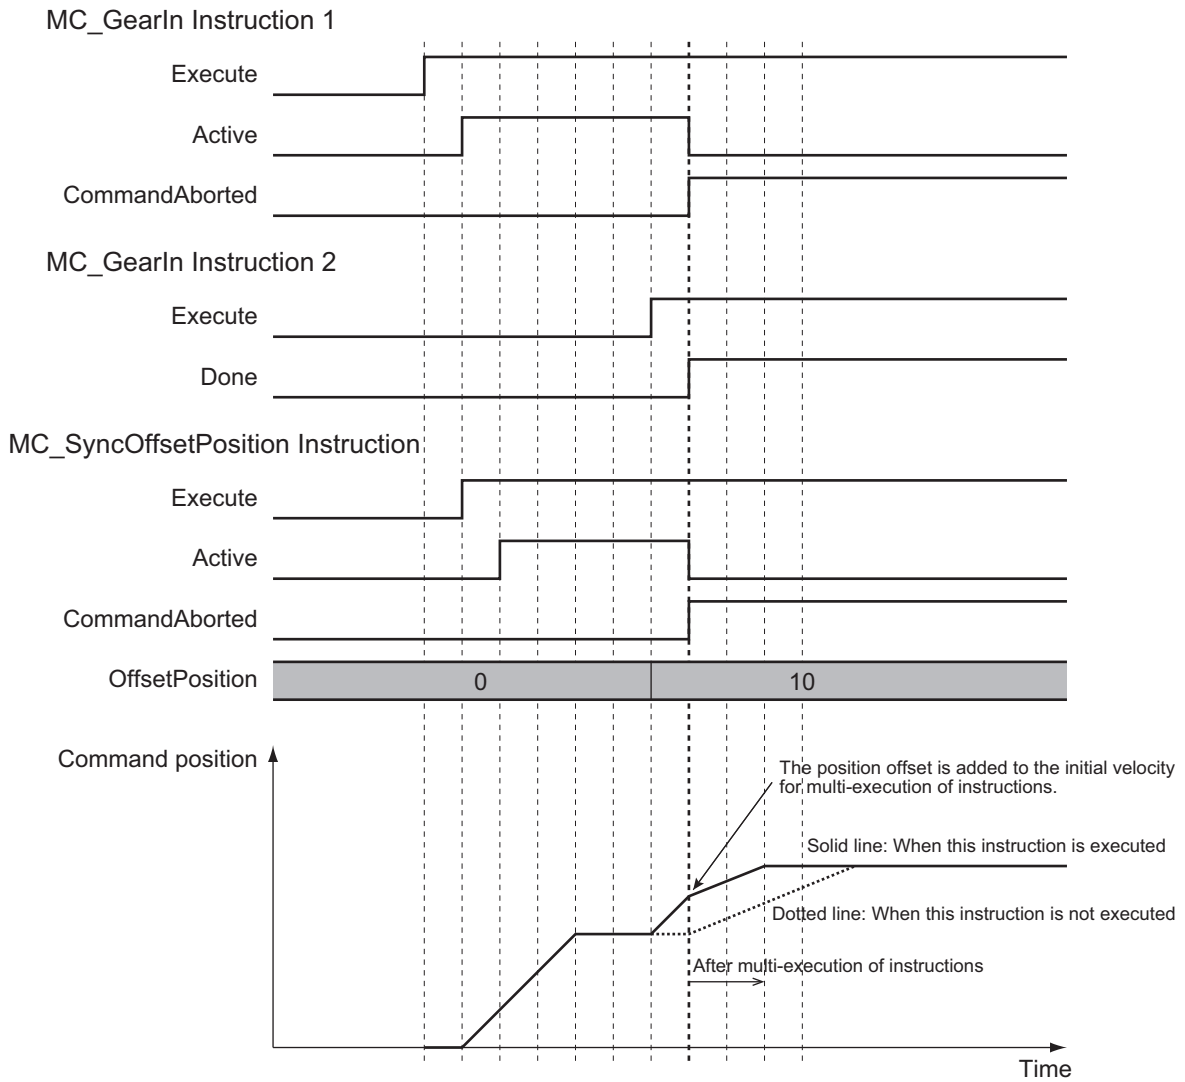 MC_GearIn Instruction 1
Execute
Active
CommandAborted
MC_GearIn Instruction 2
Execute
Done
MC_SyncOffsetPosition Instruction
Execute
Active
CommandAborted
OffsetPosition
0
10
Command position
The position offset is added to the initial velocity
for multi-execution of instructions.
Solid line: When this instruction is executed
Dotted line: When this instruction is not executed
After multi-execution of instructions
Time